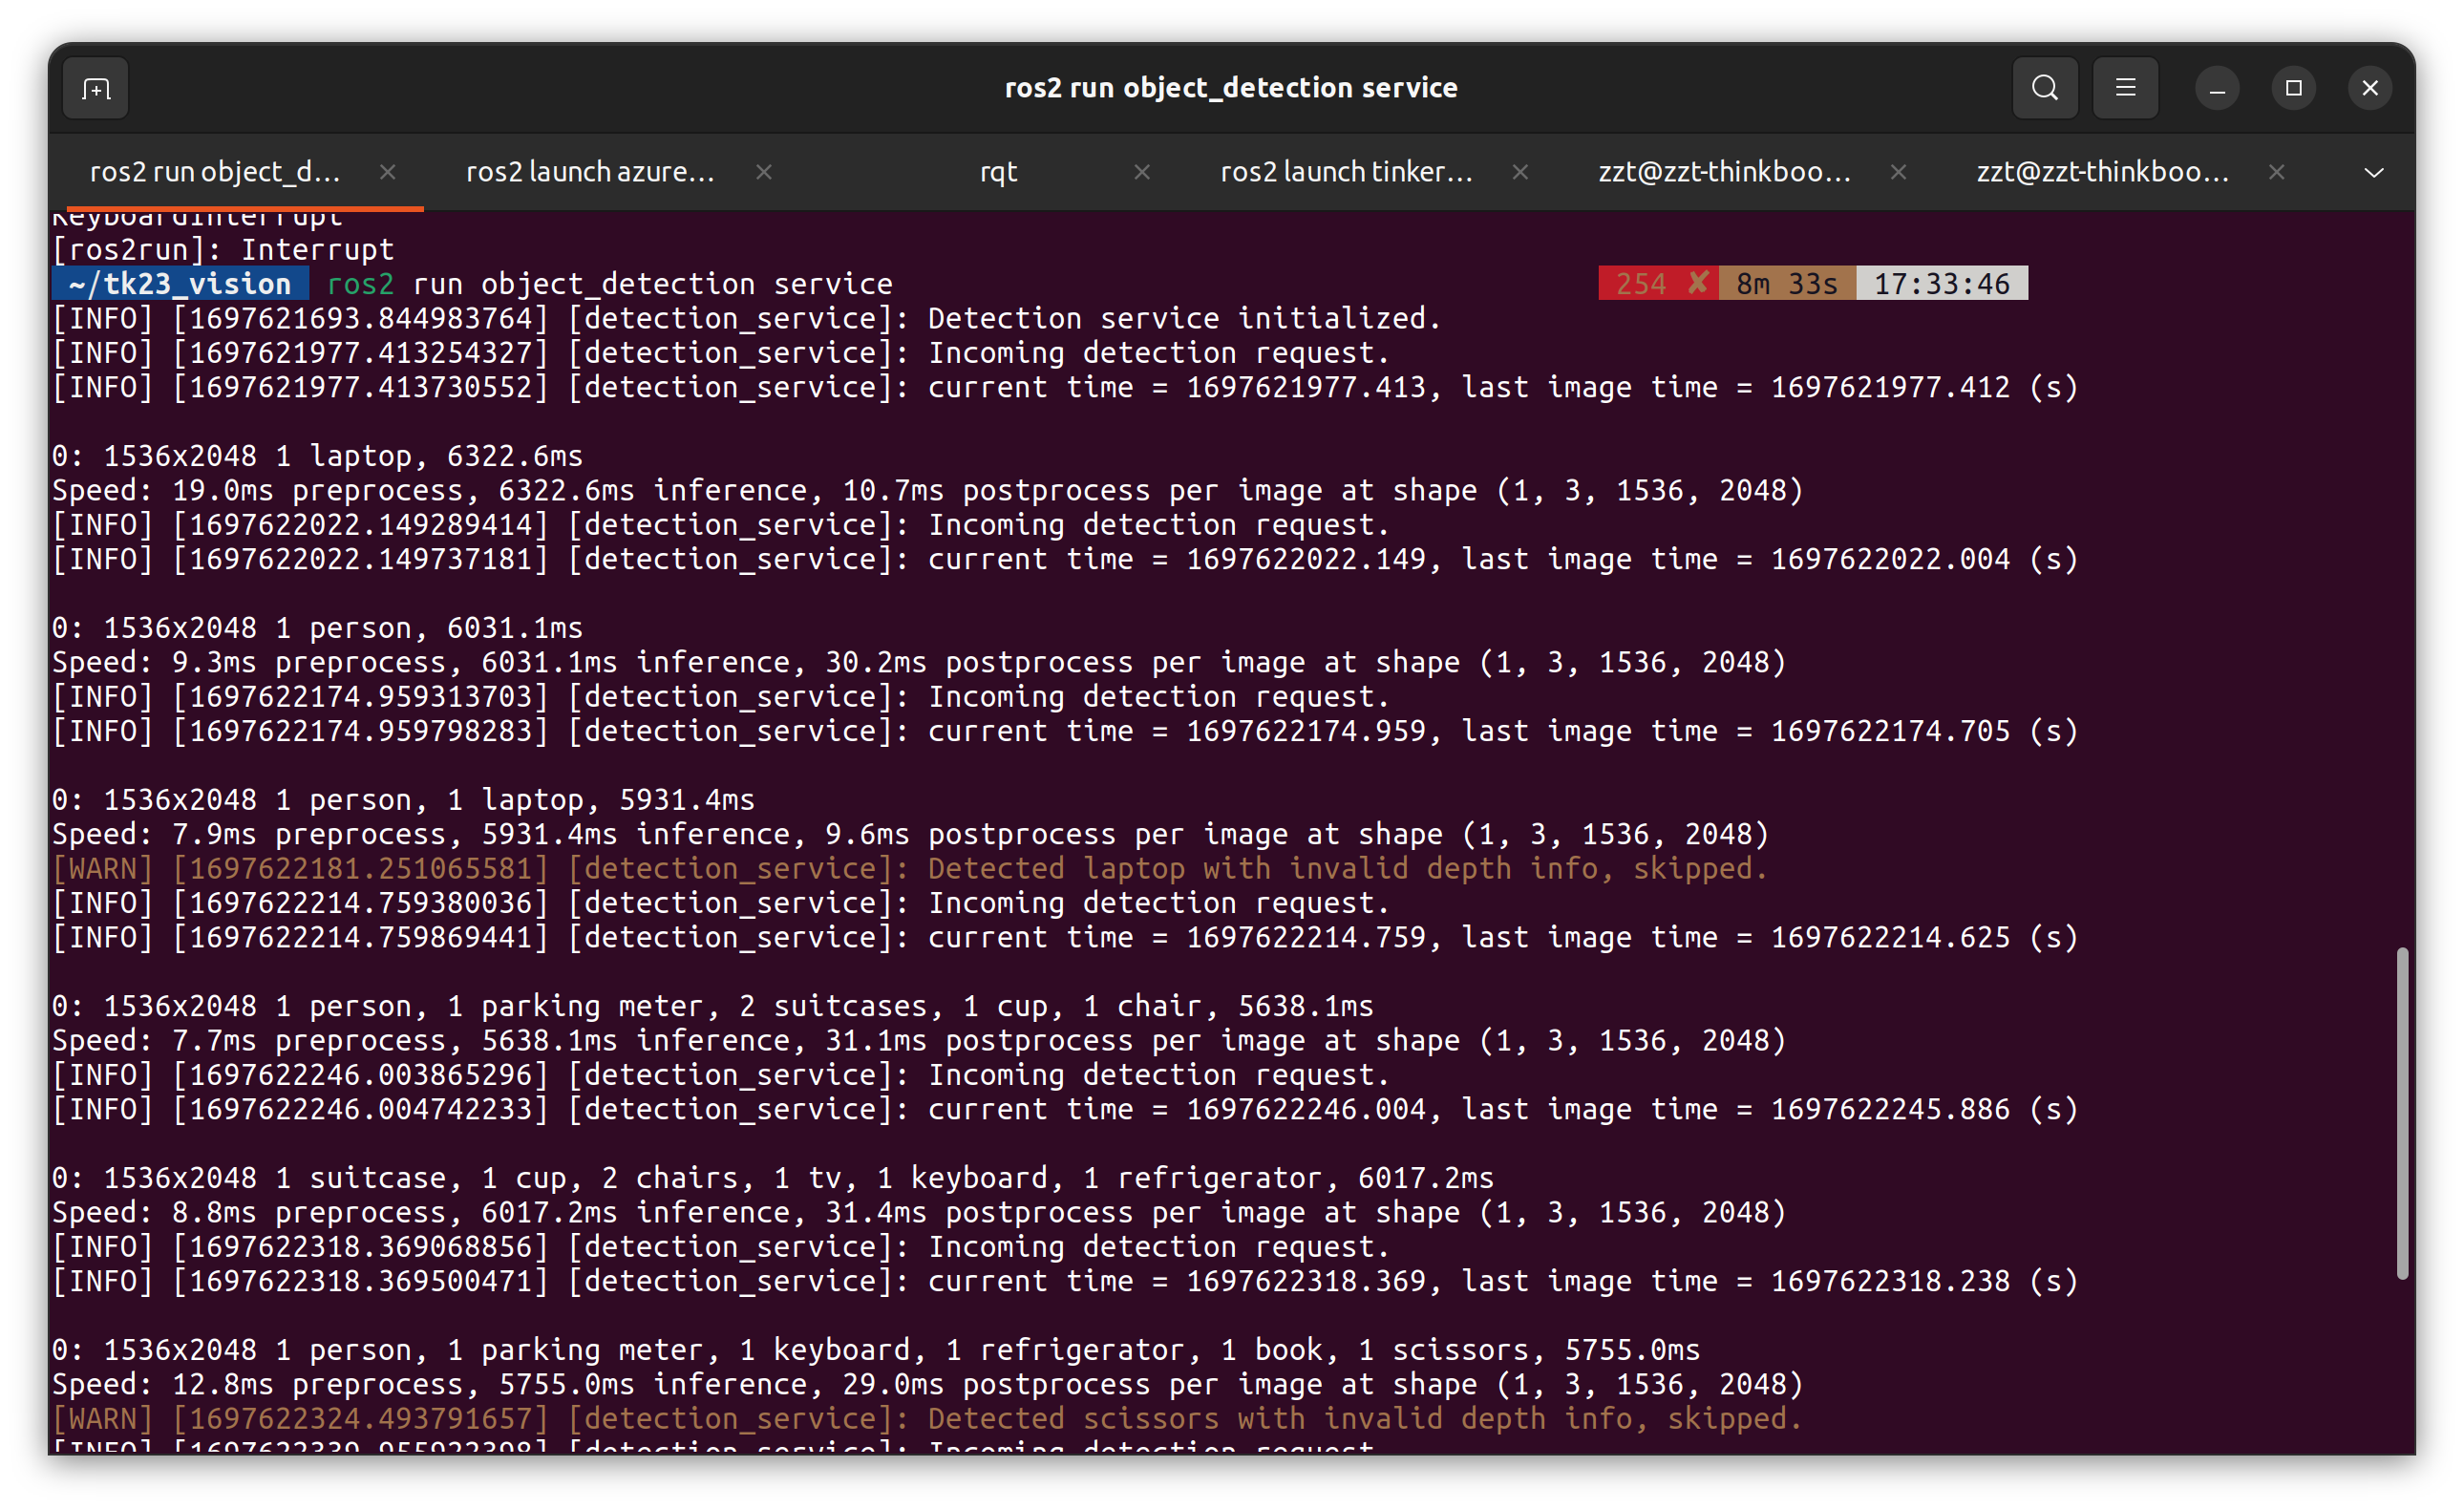 ros2 run object_detection service
ros2 run object_d... ros2 launch azure... rqt ros2 launch tinker... zzt@zzt-thinkboo... zzt@zzt-thinkboo...
KeyboardInterrupt
[ros2run]: Interrupt
~/tk23_vision ros2 run object_detection service 254 ✘ 8m 33s 17:33:46
[INFO] [1697621693.844983764] [detection_service]: Detection service initialized.
[INFO] [1697621977.413254327] [detection_service]: Incoming detection request.
[INFO] [1697621977.413730552] [detection_service]: current time = 1697621977.413, last image time = 1697621977.412 (s)
0: 1536x2048 1 laptop, 6322.6ms
Speed: 19.0ms preprocess, 6322.6ms inference, 10.7ms postprocess per image at shape (1, 3, 1536, 2048)
[INFO] [1697622022.149289414] [detection_service]: Incoming detection request.
[INFO] [1697622022.149737181] [detection_service]: current time = 1697622022.149, last image time = 1697622022.004 (s)
0: 1536x2048 1 person, 6031.1ms
Speed: 9.3ms preprocess, 6031.1ms inference, 30.2ms postprocess per image at shape (1, 3, 1536, 2048)
[INFO] [1697622174.959313703] [detection_service]: Incoming detection request.
[INFO] [1697622174.959798283] [detection_service]: current time = 1697622174.959, last image time = 1697622174.705 (s)
0: 1536x2048 1 person, 1 laptop, 5931.4ms
Speed: 7.9ms preprocess, 5931.4ms inference, 9.6ms postprocess per image at shape (1, 3, 1536, 2048)
[WARN] [1697622181.251065581] [detection_service]: Detected laptop with invalid depth info, skipped.
[INFO] [1697622214.759380036] [detection_service]: Incoming detection request.
[INFO] [1697622214.759869441] [detection_service]: current time = 1697622214.759, last image time = 1697622214.625 (s)
0: 1536x2048 1 person, 1 parking meter, 2 suitcases, 1 cup, 1 chair, 5638.1ms
Speed: 7.7ms preprocess, 5638.1ms inference, 31.1ms postprocess per image at shape (1, 3, 1536, 2048)
[INFO] [1697622246.003865296] [detection_service]: Incoming detection request.
[INFO] [1697622246.004742233] [detection_service]: current time = 1697622246.004, last image time = 1697622245.886 (s)
0: 1536x2048 1 suitcase, 1 cup, 2 chairs, 1 tv, 1 keyboard, 1 refrigerator, 6017.2ms
Speed: 8.8ms preprocess, 6017.2ms inference, 31.4ms postprocess per image at shape (1, 3, 1536, 2048)
[INFO] [1697622318.369068856] [detection_service]: Incoming detection request.
[INFO] [1697622318.369500471] [detection_service]: current time = 1697622318.369, last image time = 1697622318.238 (s)
0: 1536x2048 1 person, 1 parking meter, 1 keyboard, 1 refrigerator, 1 book, 1 scissors, 5755.0ms
Speed: 12.8ms preprocess, 5755.0ms inference, 29.0ms postprocess per image at shape (1, 3, 1536, 2048)
[WARN] [1697622324.493791657] [detection_service]: Detected scissors with invalid depth info, skipped.
[INFO] [1697622339.955922398] [detection_service]: Incoming detection request.